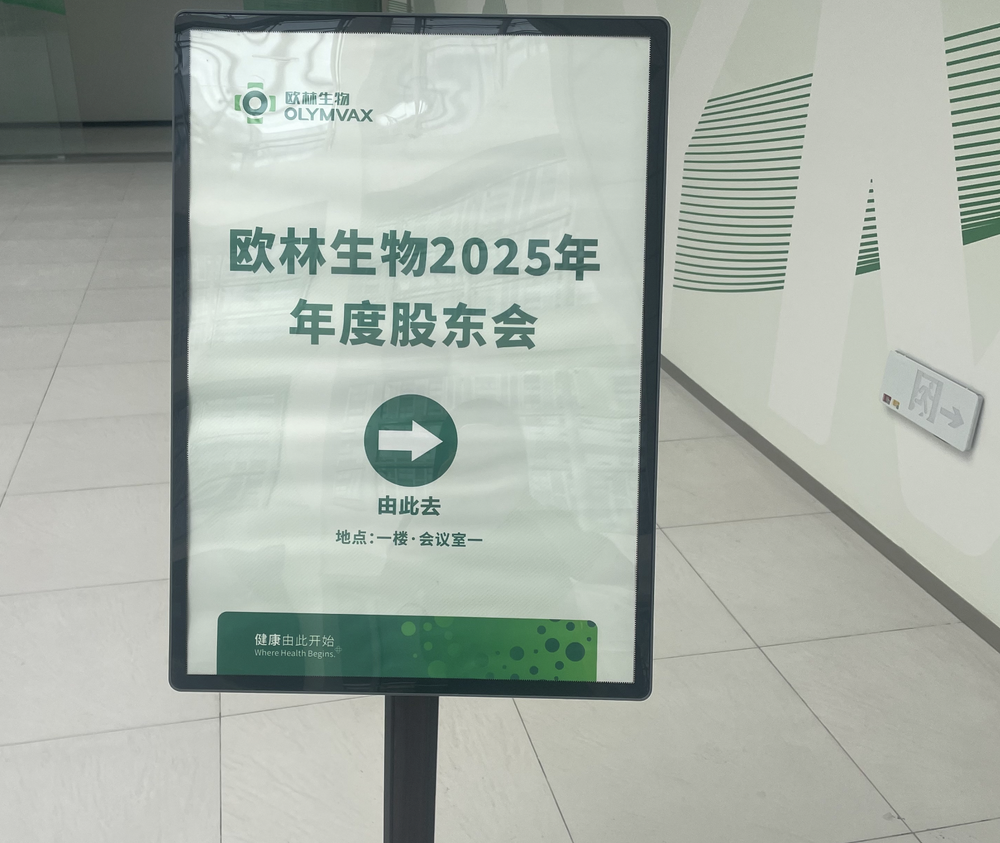 欧林生物
OLYMVAX
欧林生物2025年
年度股东会
由此去
地点:一楼·会议室一
健康由此开始
Where Health Begins.